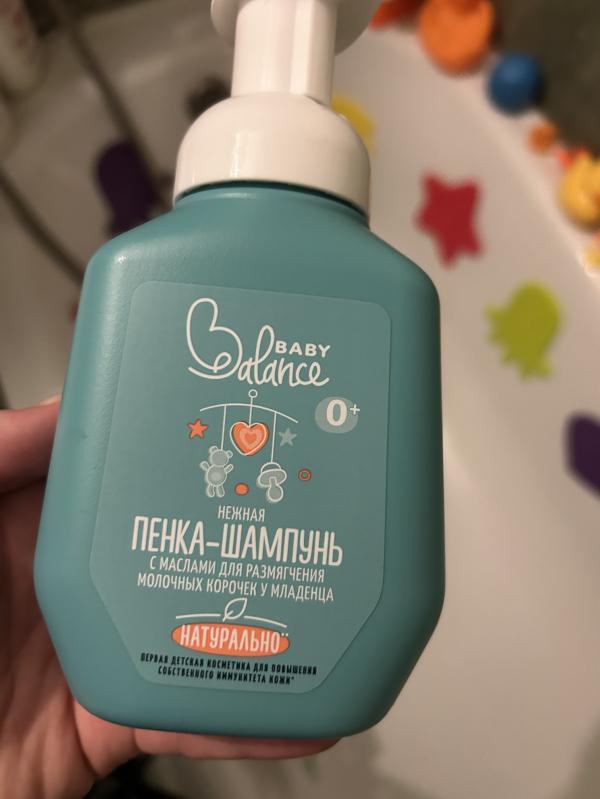 BABY
Balance
0+
НЕЖНАЯ
ПЕНКА-ШАМПУНЬ
С МАСЛАМИ ДЛЯ РАЗМЯГЧЕНИЯ
МОЛОЧНЫХ КОРОЧЕК У МЛАДЕНЦА
НАТУРАЛЬНО**
ПЕРВАЯ ДЕТСКАЯ КОСМЕТИКА ДЛЯ ПОВЫШЕНИЯ
СОБСТВЕННОГО ИММУНИТЕТА КОЖИ*